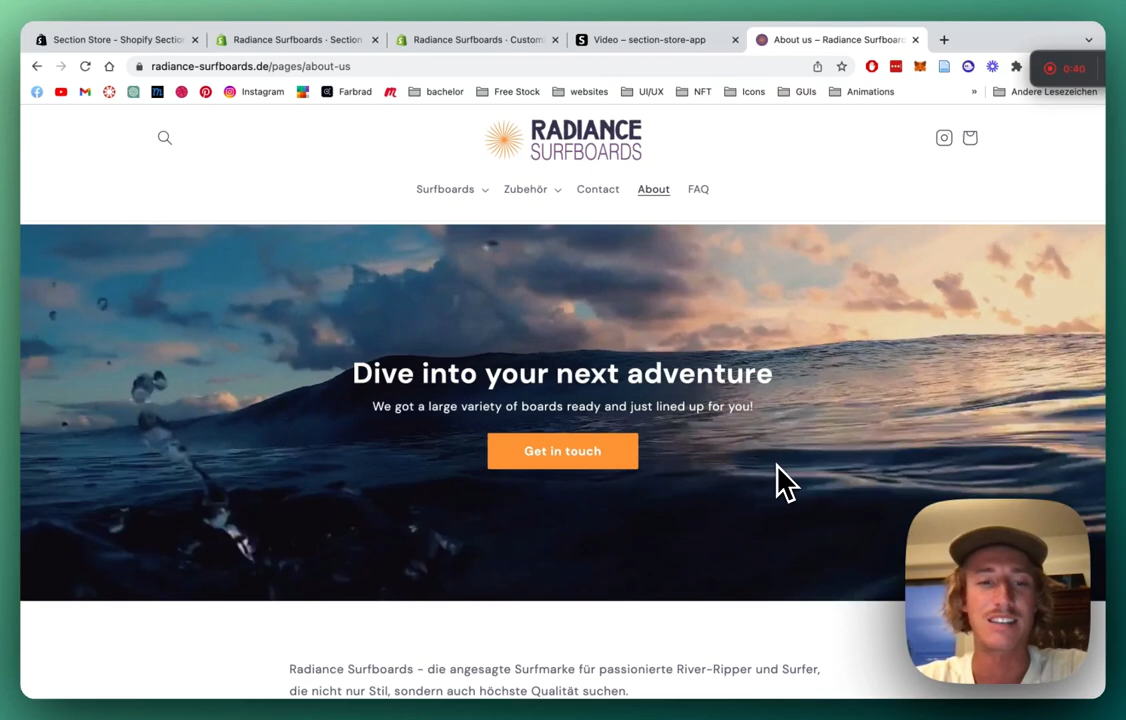 Section Store - Shopify Section
Radiance Surfboards · Section
Radiance Surfboards · Custom
Video – section-store-app
About us – Radiance Surfboard
radiance-surfboards.de/pages/about-us
0:40
Instagram
Farbrad
bachelor
Free Stock
websites
UI/UX
NFT
Icons
GUIs
Animations
»
Andere Lesezeichen
RADIANCE
SURFBOARDS
Surfboards
Zubehör
Contact
About
FAQ
Dive into your next adventure
We got a large variety of boards ready and just lined up for you!
Get in touch
Radiance Surfboards - die angesagte Surfmarke für passionierte River-Ripper und Surfer,
die nicht nur Stil, sondern auch höchste Qualität suchen.